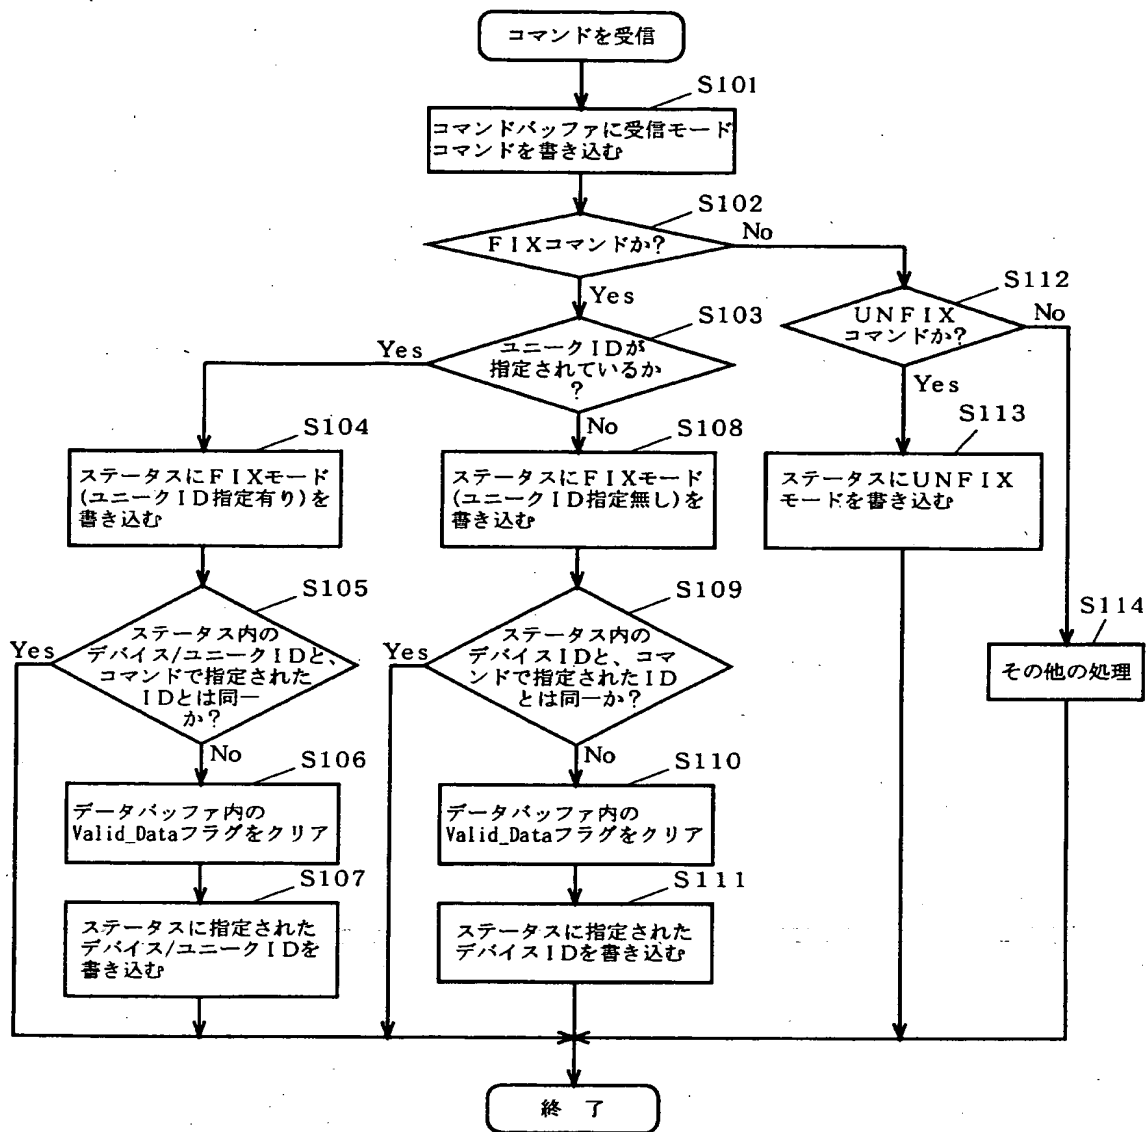 コマンドを受信
S101
コマンドバッファに受信モード
コマンドを書き込む
S102
FIXコマンドか?
No
Yes
S112
UNFIX
コマンドか?
No
Yes
S103
ユニークIDが
指定されているか
?
Yes
No
S104
ステータスにFIXモード
(ユニークID指定有り)を
書き込む
S108
ステータスにFIXモード
(ユニークID指定無し)を
書き込む
S113
ステータスにUNFIX
モードを書き込む
S105
ステータス内の
デバイス/ユニークIDと、
コマンドで指定された
IDとは同一
か?
Yes
No
S109
ステータス内の
デバイスIDと、コマ
ンドで指定されたID
とは同一か?
Yes
No
S114
その他の処理
S106
データバッファ内の
Valid_Dataフラグをクリア
S110
データバッファ内の
Valid_Dataフラグをクリア
S107
ステータスに指定された
デバイス/ユニークIDを
書き込む
S111
ステータスに指定された
デバイスIDを書き込む
終 了